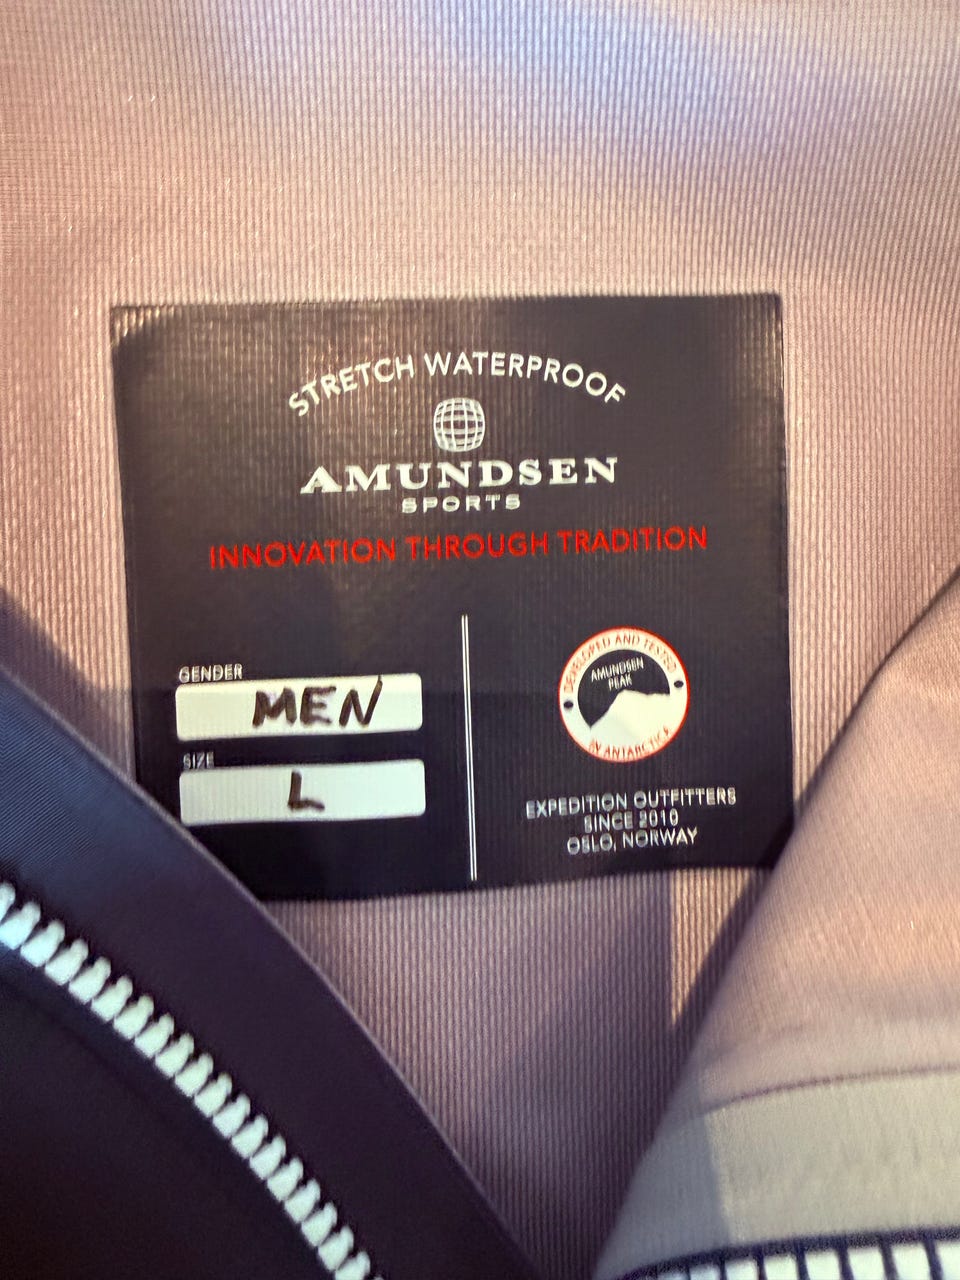 STRETCH WATERPROOF
AMUNDSEN
SPORTS
INNOVATION THROUGH TRADITION
GENDER
MEN
SIZE
L
DEVELOPED AND TESTED
AMUNDSEN
PEAK
IN ANTARCTICA
EXPEDITION OUTFITTERS
SINCE 2010
OSLO, NORWAY